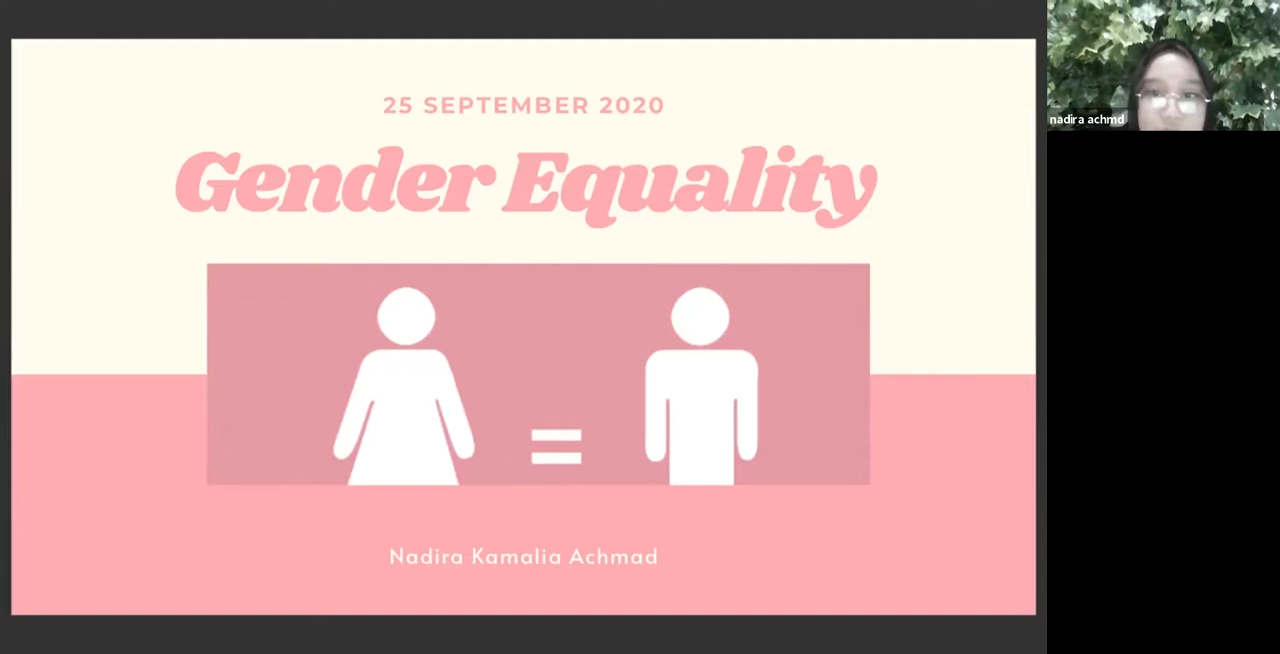 25 SEPTEMBER 2020
Gender Equality
=
Nadira Kamalia Achmad
nadira achmd